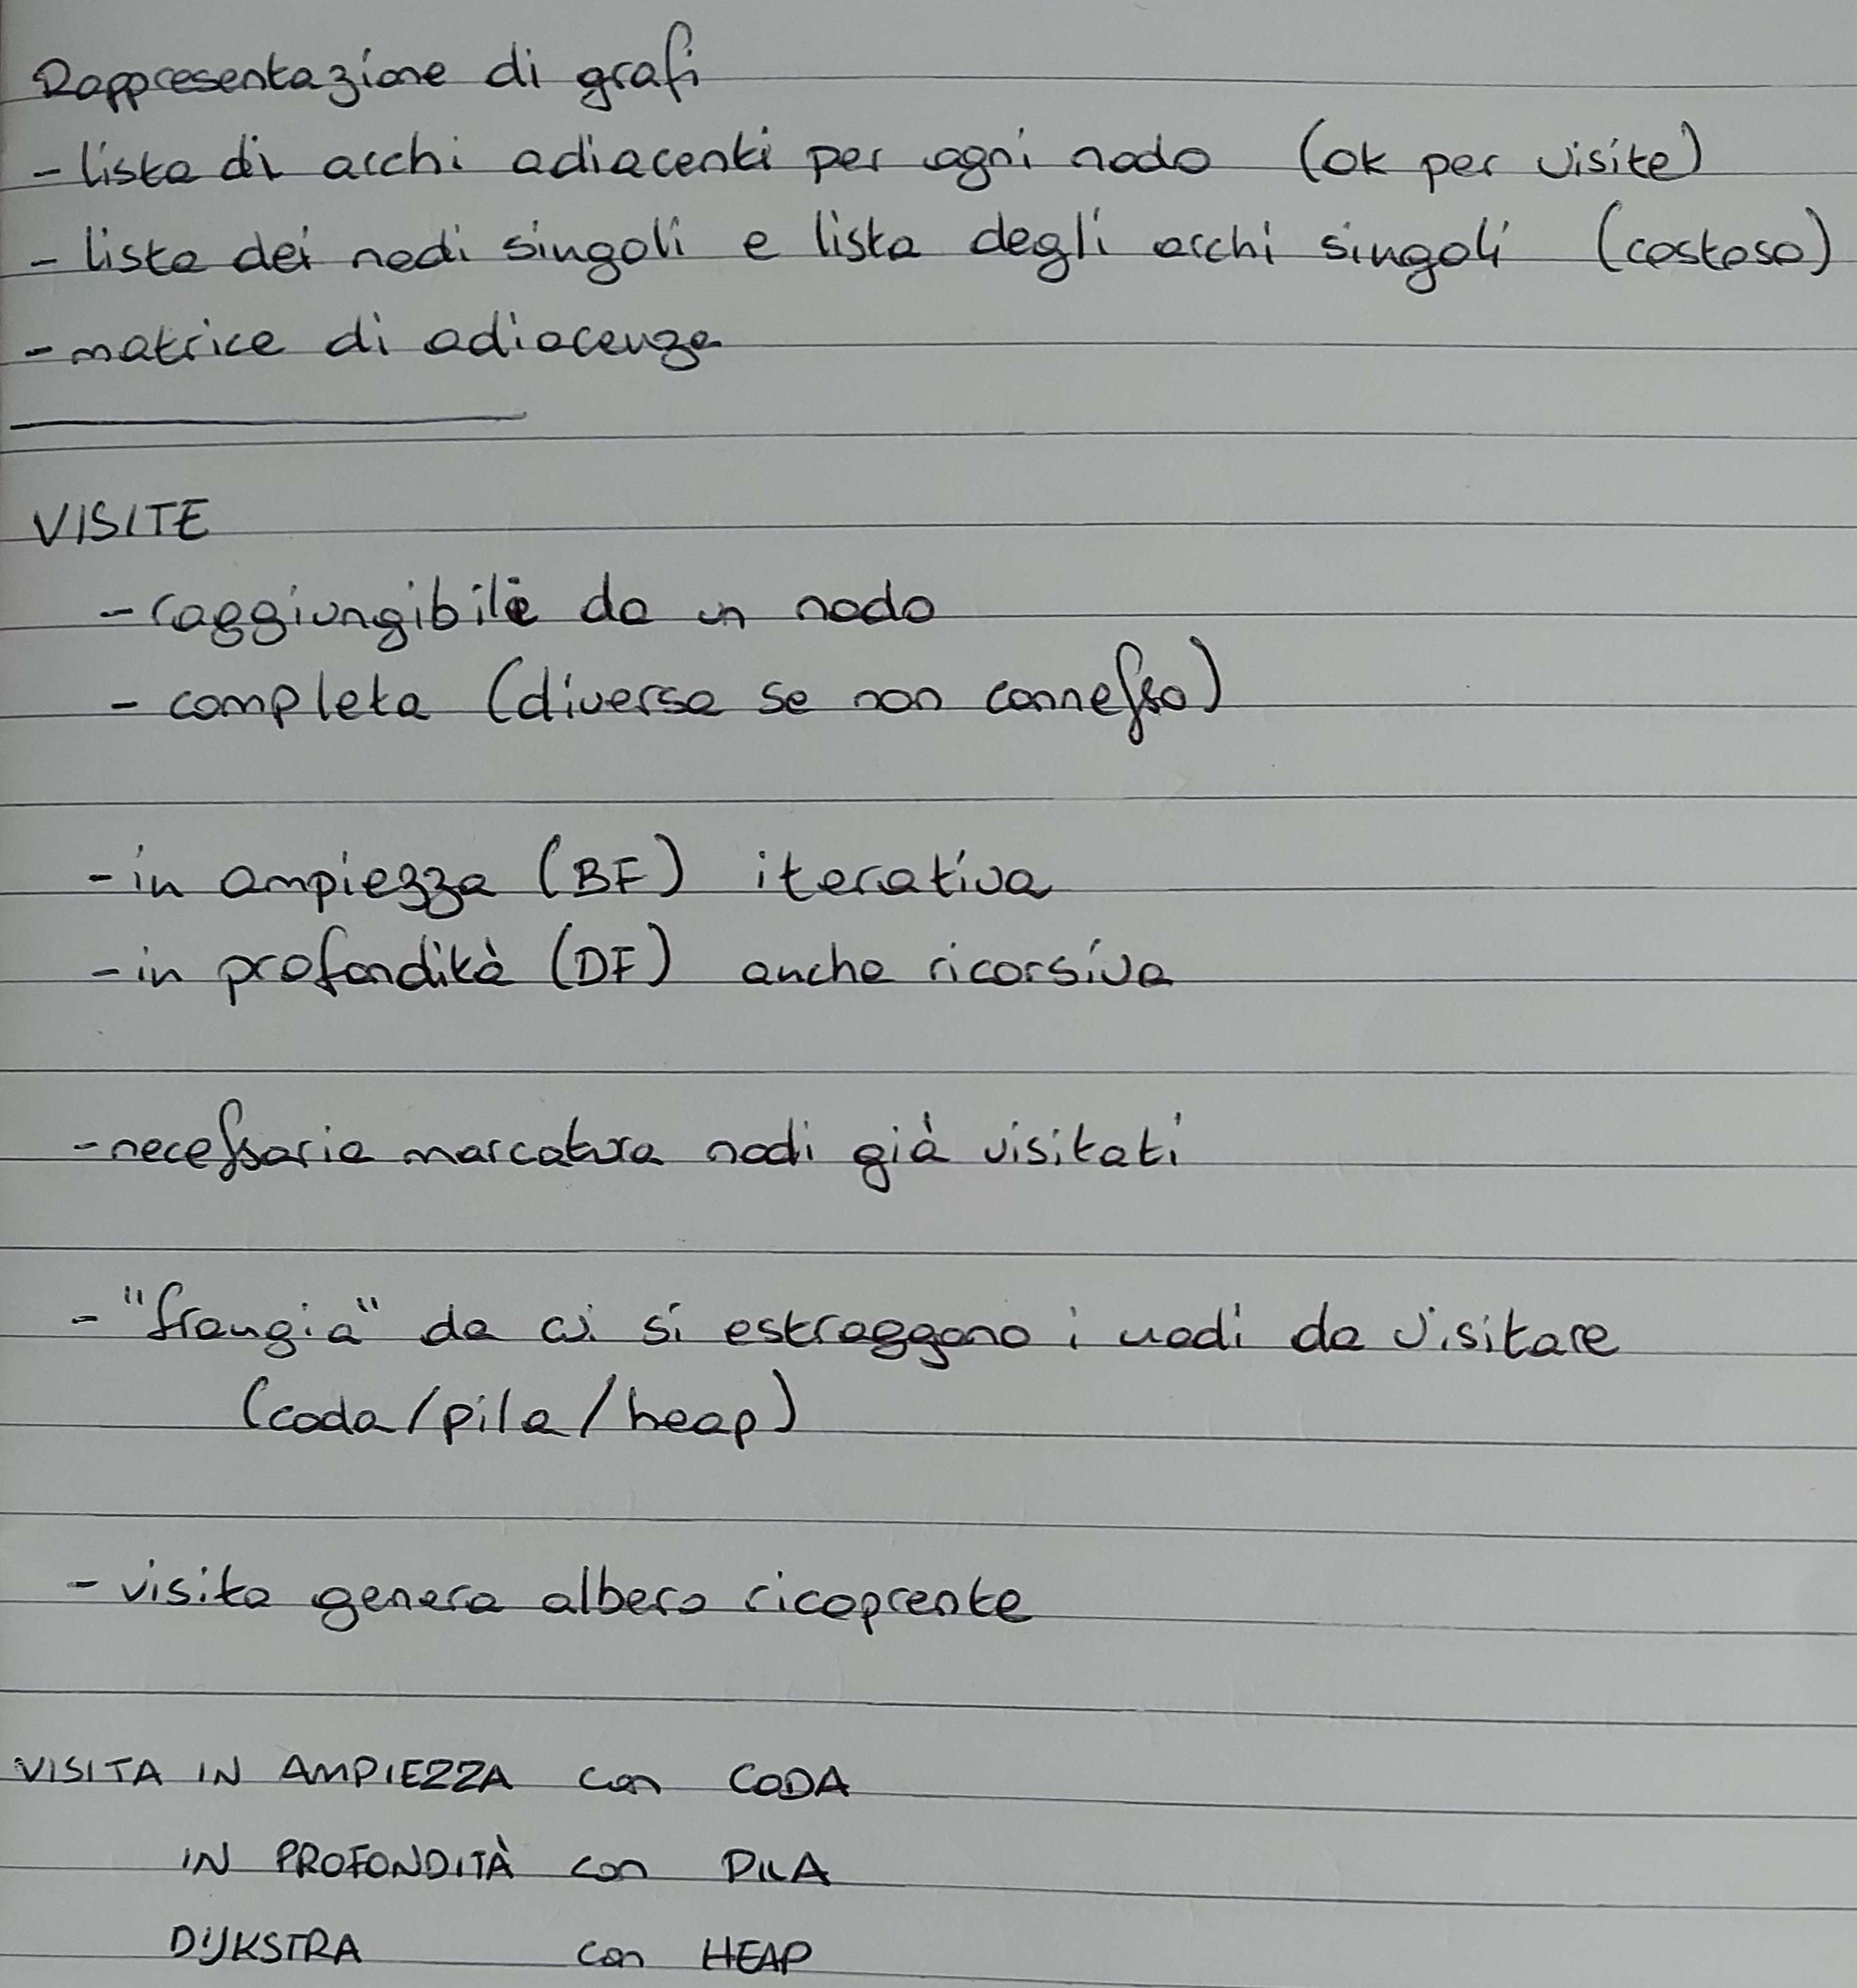 Rappresentazione di grafi
- lista di archi adiacenti per ogni nodo (ok per visite)
- lista dei nodi singoli e lista degli archi singoli (costoso)
- matrice di adiacenza
VISITE
- raggiungibile da un nodo
- completa (diversa se non connesso)
- in ampiezza (BF) iterativa
- in profondità (DF) anche ricorsiva
- necessaria marcatura nodi già visitati
- "frangia" da cui si estraggono i nodi da visitare
(coda/pila/heap)
- visita genera albero ricoprente
VISITA IN AMPIEZZA con CODA
IN PROFONDITÀ con PILA
DIJKSTRA con HEAP